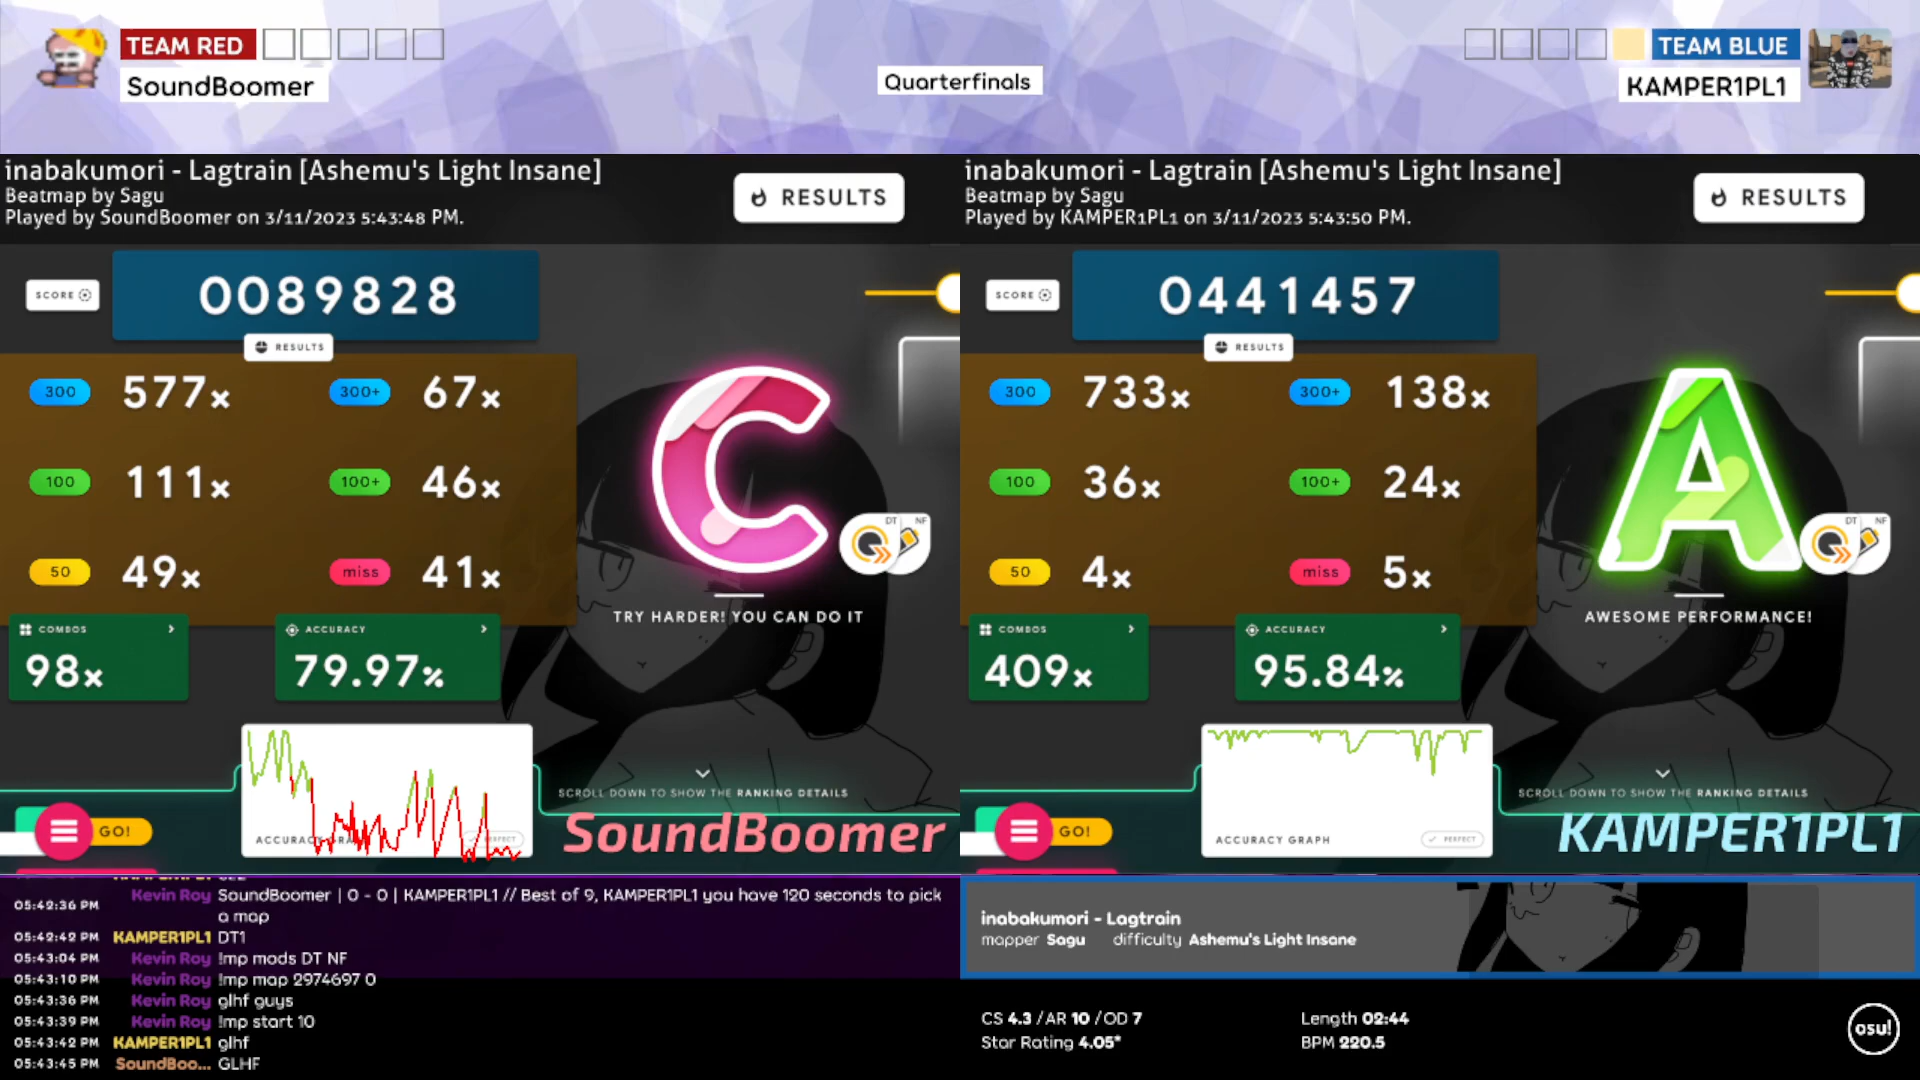 TEAM RED
SoundBoomer
Quarterfinals
TEAM BLUE
KAMPER1PL1
inabakumori - Lagtrain [Ashemu's Light Insane]
Beatmap by Sagu
Played by SoundBoomer on 3/11/2023 5:43:48 PM.
RESULTS
SCORE
0089828
RESULTS
300 577x 300+ 67x
100 111x 100+ 46x
50 49x miss 41x
COMBOS
98x
ACCURACY
79.97%
DT NF
TRY HARDER! YOU CAN DO IT
C
SCROLL DOWN TO SHOW THE RANKING DETAILS
GO!
SoundBoomer
inabakumori - Lagtrain [Ashemu's Light Insane]
Beatmap by Sagu
Played by KAMPER1PL1 on 3/11/2023 5:43:50 PM.
RESULTS
SCORE
0441457
RESULTS
300 733x 300+ 138x
100 36x 100+ 24x
50 4x miss 5x
COMBOS
409x
ACCURACY
95.84%
A
DT NF
AWESOME PERFORMANCE!
ACCURACY GRAPH
PERFECT
SCROLL DOWN TO SHOW THE RANKING DETAILS
GO!
KAMPER1PL1
05:42:36 PM Kevin Roy SoundBoomer | 0 - 0 | KAMPER1PL1 // Best of 9, KAMPER1PL1 you have 120 seconds to pick
a map
05:42:42 PM KAMPER1PL1 DT1
05:43:04 PM Kevin Roy !mp mods DT NF
05:43:10 PM Kevin Roy !mp map 2974697 0
05:43:36 PM Kevin Roy glhf guys
05:43:39 PM Kevin Roy !mp start 10
05:43:42 PM KAMPER1PL1 glhf
05:43:45 PM SoundBoo... GLHF
inabakumori - Lagtrain
mapper Sagu difficulty Ashemu's Light Insane
CS 4.3 / AR 10 / OD 7
Star Rating 4.05*
Length 02:44
BPM 220.5
osu!